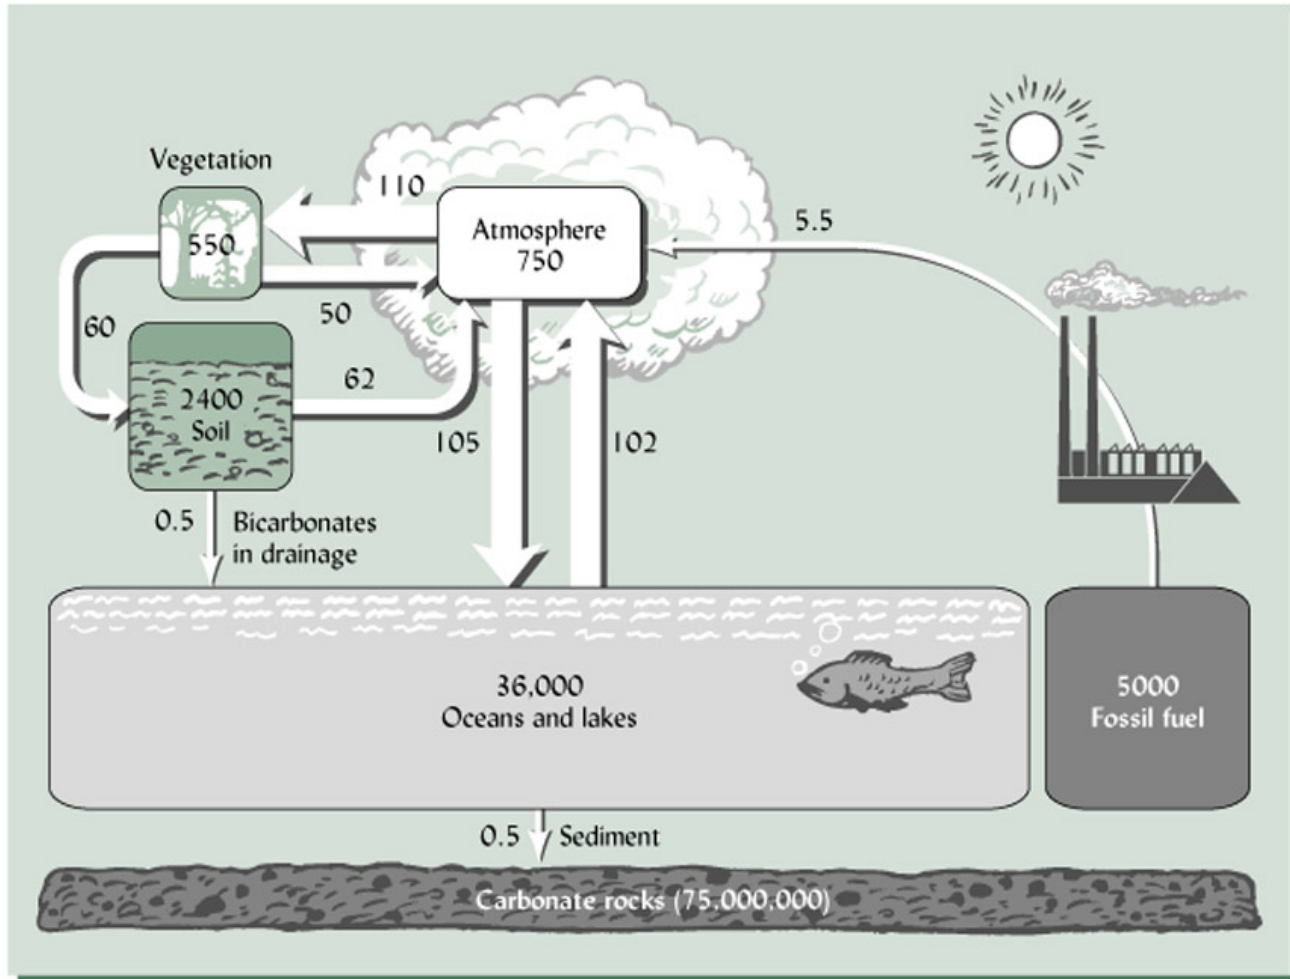 Vegetation
550
110
Atmosphere
750
5.5
50
60
2400
Soil
62
105
102
0.5
Bicarbonates
in drainage
36,000
Oceans and lakes
5000
Fossil fuel
0.5
Sediment
Carbonate rocks (75,000,000)